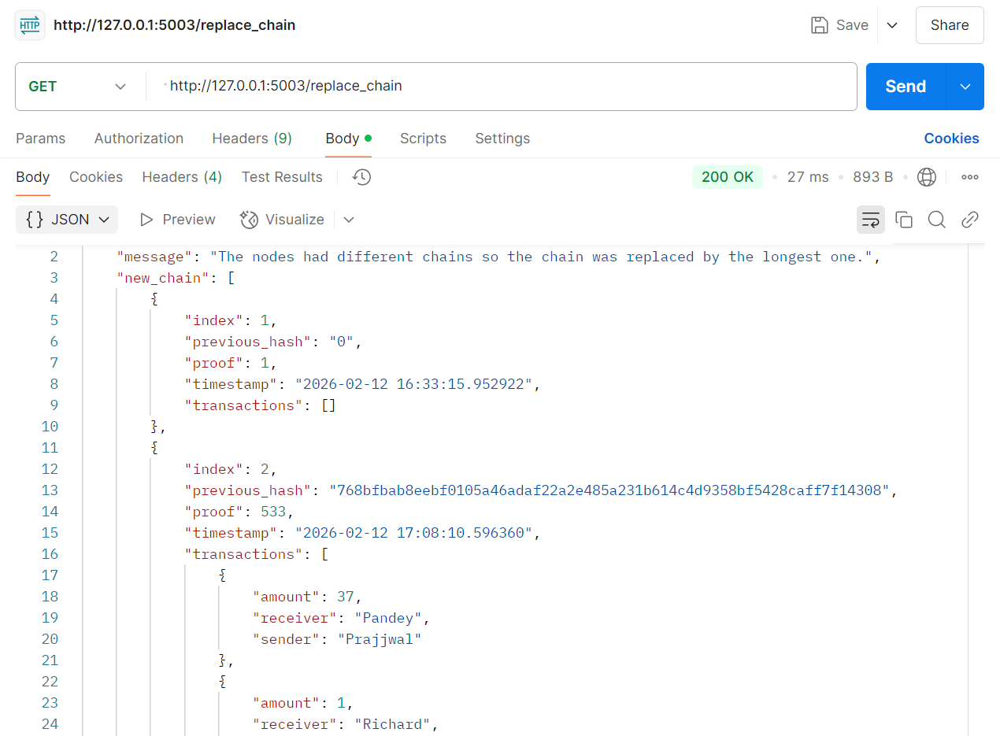 HTTP http://127.0.0.1:5003/replace_chain Save Share
GET http://127.0.0.1:5003/replace_chain Send
Params Authorization Headers (9) Body Scripts Settings Cookies
Body Cookies Headers (4) Test Results 200 OK 27 ms 893 B
{} JSON Preview Visualize
2 "message": "The nodes had different chains so the chain was replaced by the longest one.",
3 "new_chain": [
4 {
5 "index": 1,
6 "previous_hash": "0",
7 "proof": 1,
8 "timestamp": "2026-02-12 16:33:15.952922",
9 "transactions": []
10 },
11 {
12 "index": 2,
13 "previous_hash": "768bfbab8eebf0105a46adaf22a2e485a231b614c4d9358bf5428caff7f14308",
14 "proof": 533,
15 "timestamp": "2026-02-12 17:08:10.596360",
16 "transactions": [
17 {
18 "amount": 37,
19 "receiver": "Pandey",
20 "sender": "Prajjwal"
21 },
22 {
23 "amount": 1,
24 "receiver": "Richard",